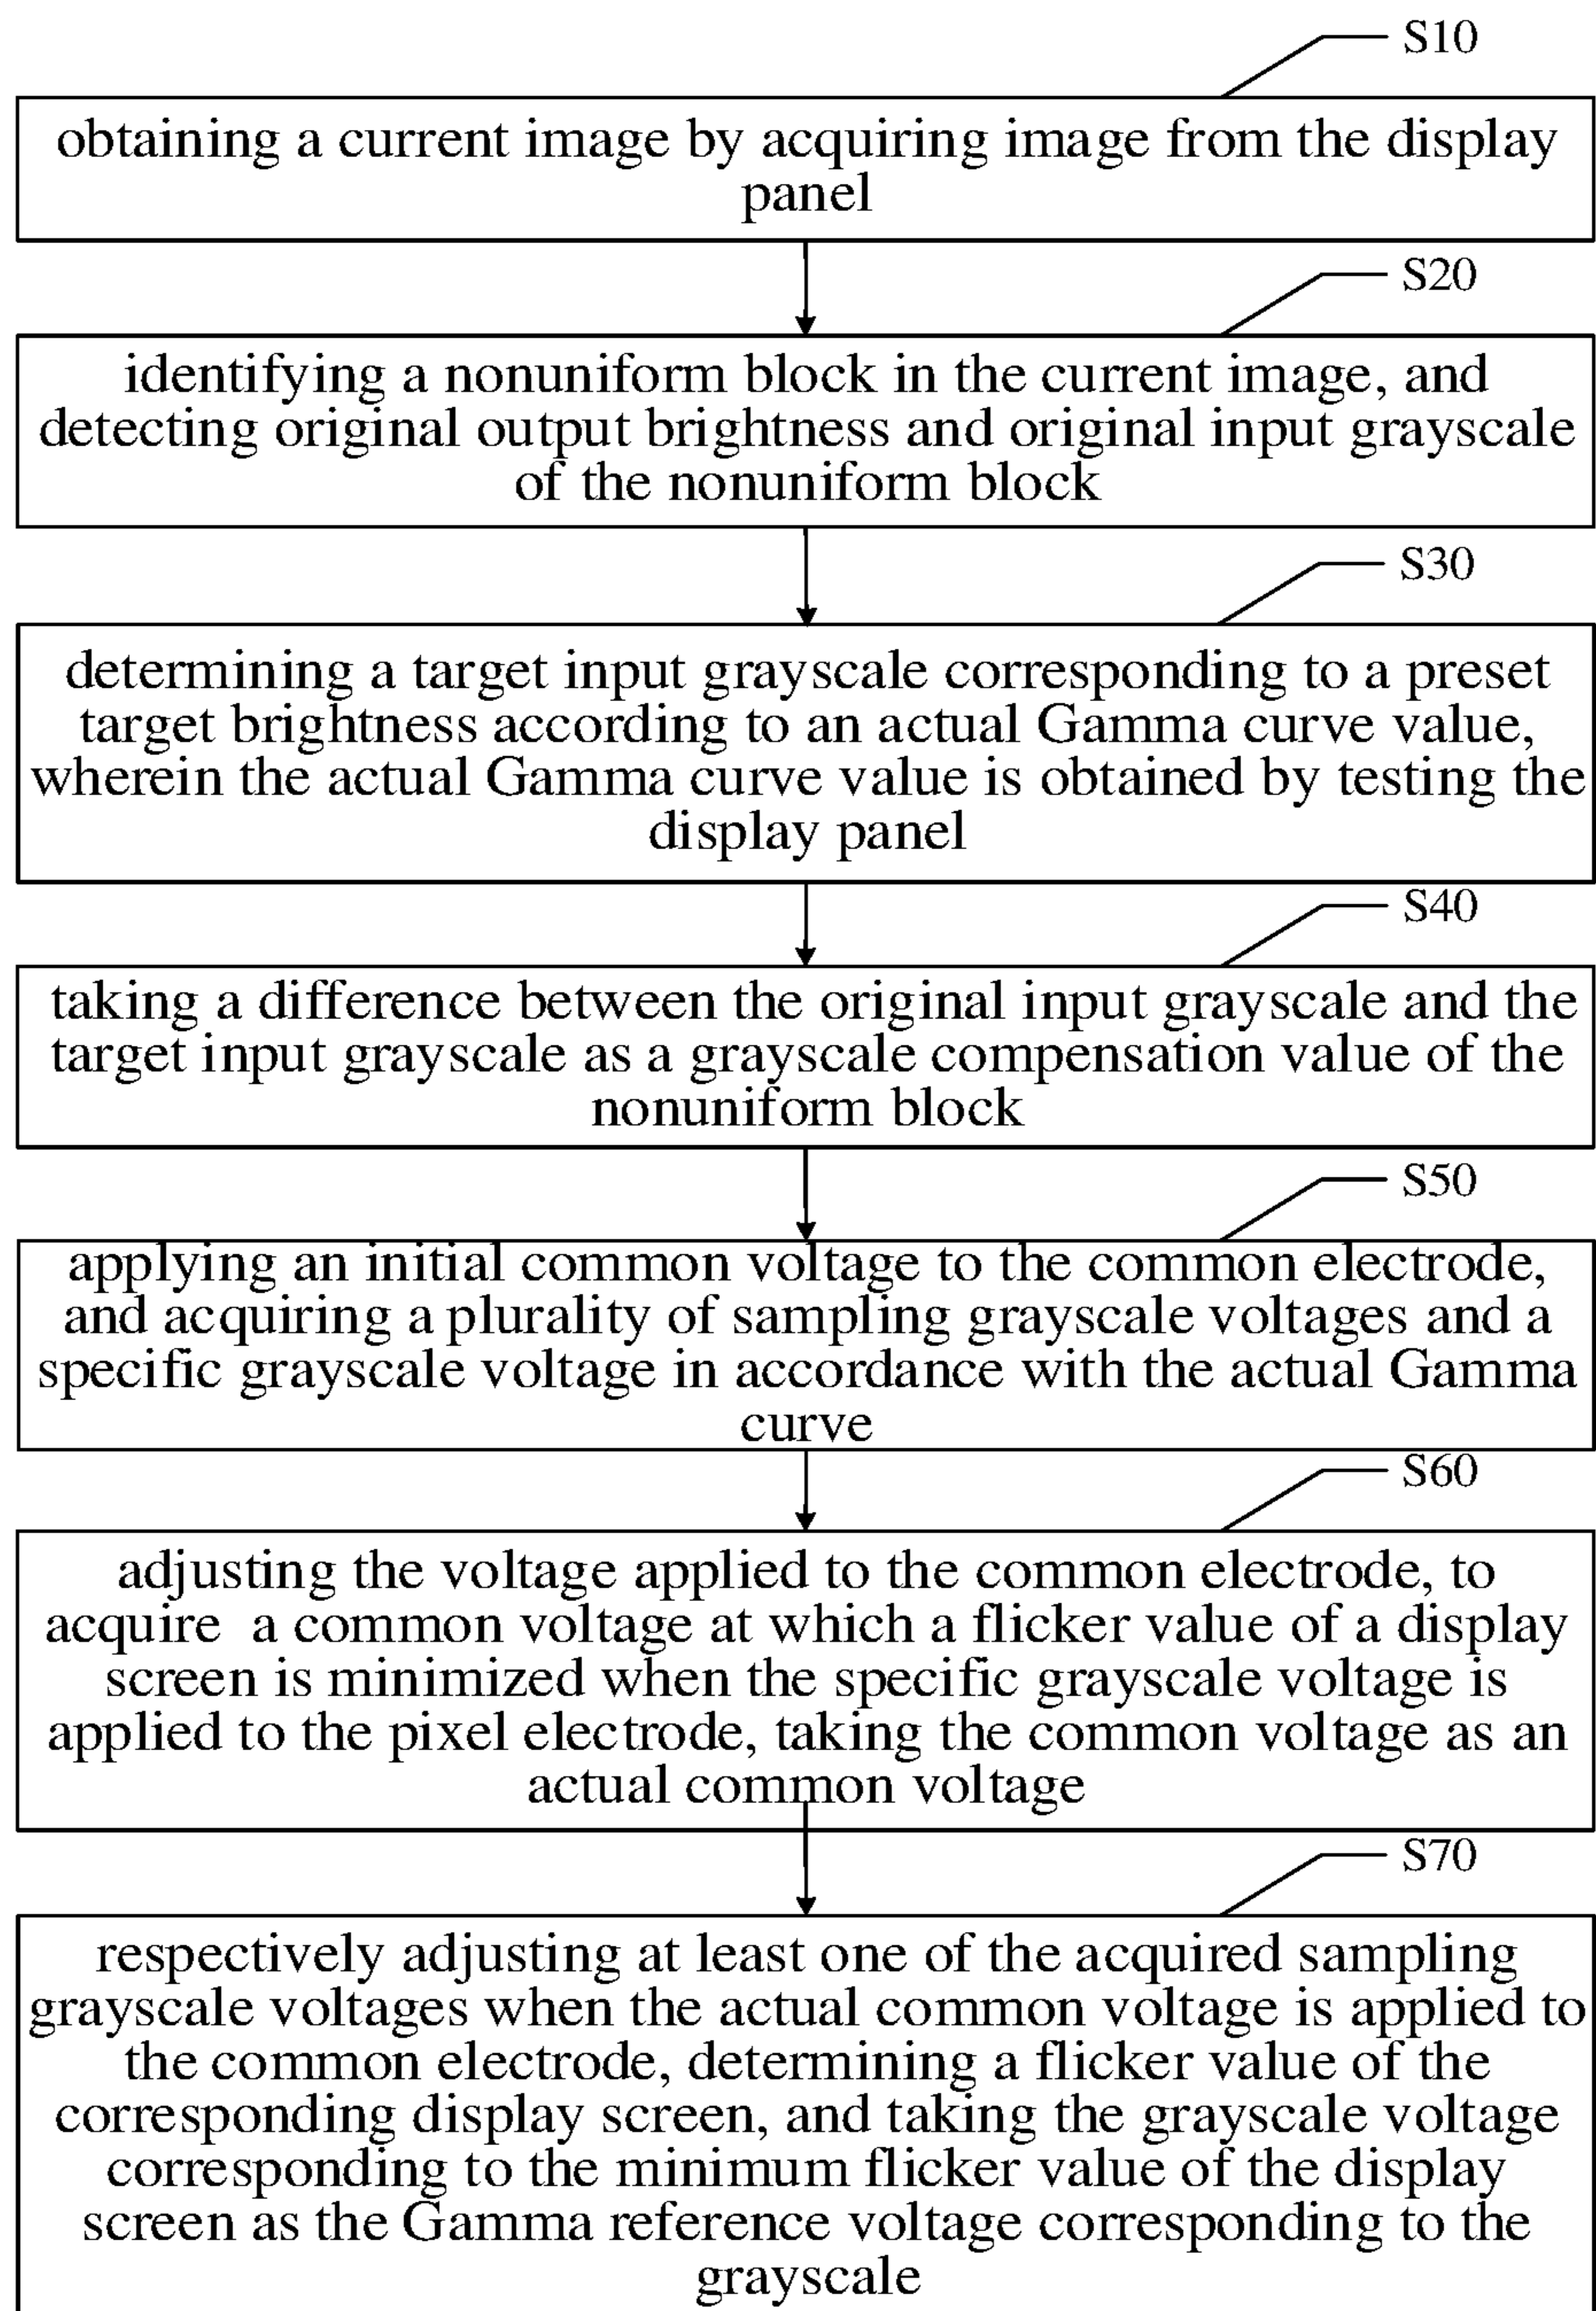 S10
obtaining a current image by acquiring image from the display
panel
S20
identifying a nonuniform block in the current image, and
detecting original output brightness and original input grayscale
of the nonuniform block
S30
determining a target input grayscale corresponding to a preset
target brightness according to an actual Gamma curve value,
wherein the actual Gamma curve value is obtained by testing the
display panel
S40
taking a difference between the original input grayscale and the
target input grayscale as a grayscale compensation value of the
nonuniform block
S50
applying an initial common voltage to the common electrode,
and acquiring a plurality of sampling grayscale voltages and a
specific grayscale voltage in accordance with the actual Gamma
curve
S60
adjusting the voltage applied to the common electrode, to
acquire a common voltage at which a flicker value of a display
screen is minimized when the specific grayscale voltage is
applied to the pixel electrode, taking the common voltage as an
actual common voltage
S70
respectively adjusting at least one of the acquired sampling
grayscale voltages when the actual common voltage is applied to
the common electrode, determining a flicker value of the
corresponding display screen, and taking the grayscale voltage
corresponding to the minimum flicker value of the display
screen as the Gamma reference voltage corresponding to the
grayscale